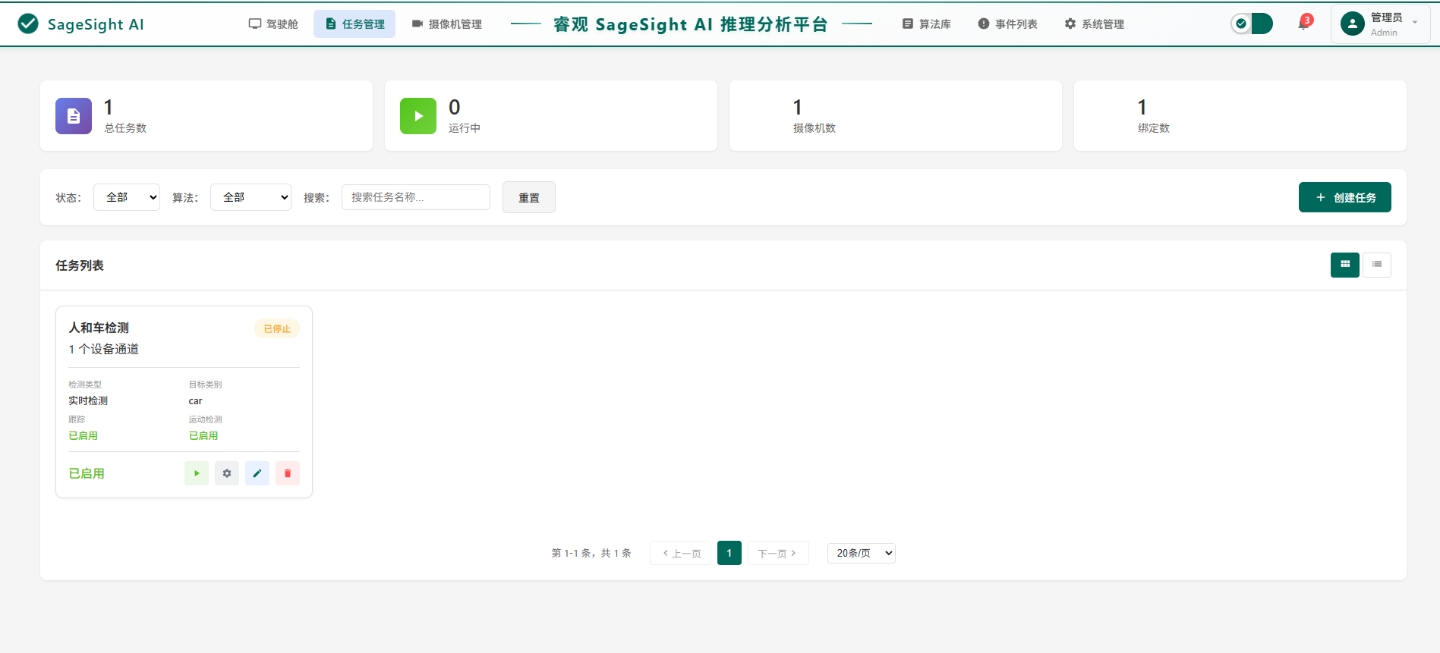 SageSight AI
驾驶舱
任务管理
摄像机管理
睿观 SageSight AI 推理分析平台
算法库
事件列表
系统管理
3
管理员
Admin
1
总任务数
0
运行中
1
摄像机数
1
绑定数
状态：
全部
算法：
全部
搜索：
搜索任务名称...
重置
+ 创建任务
任务列表
人和车检测
已停止
1 个设备通道
检测类型
目标类别
实时检测
car
跟踪
运动检测
已启用
已启用
已启用
第 1-1 条，共 1 条
上一页
1
下一页
20条/页